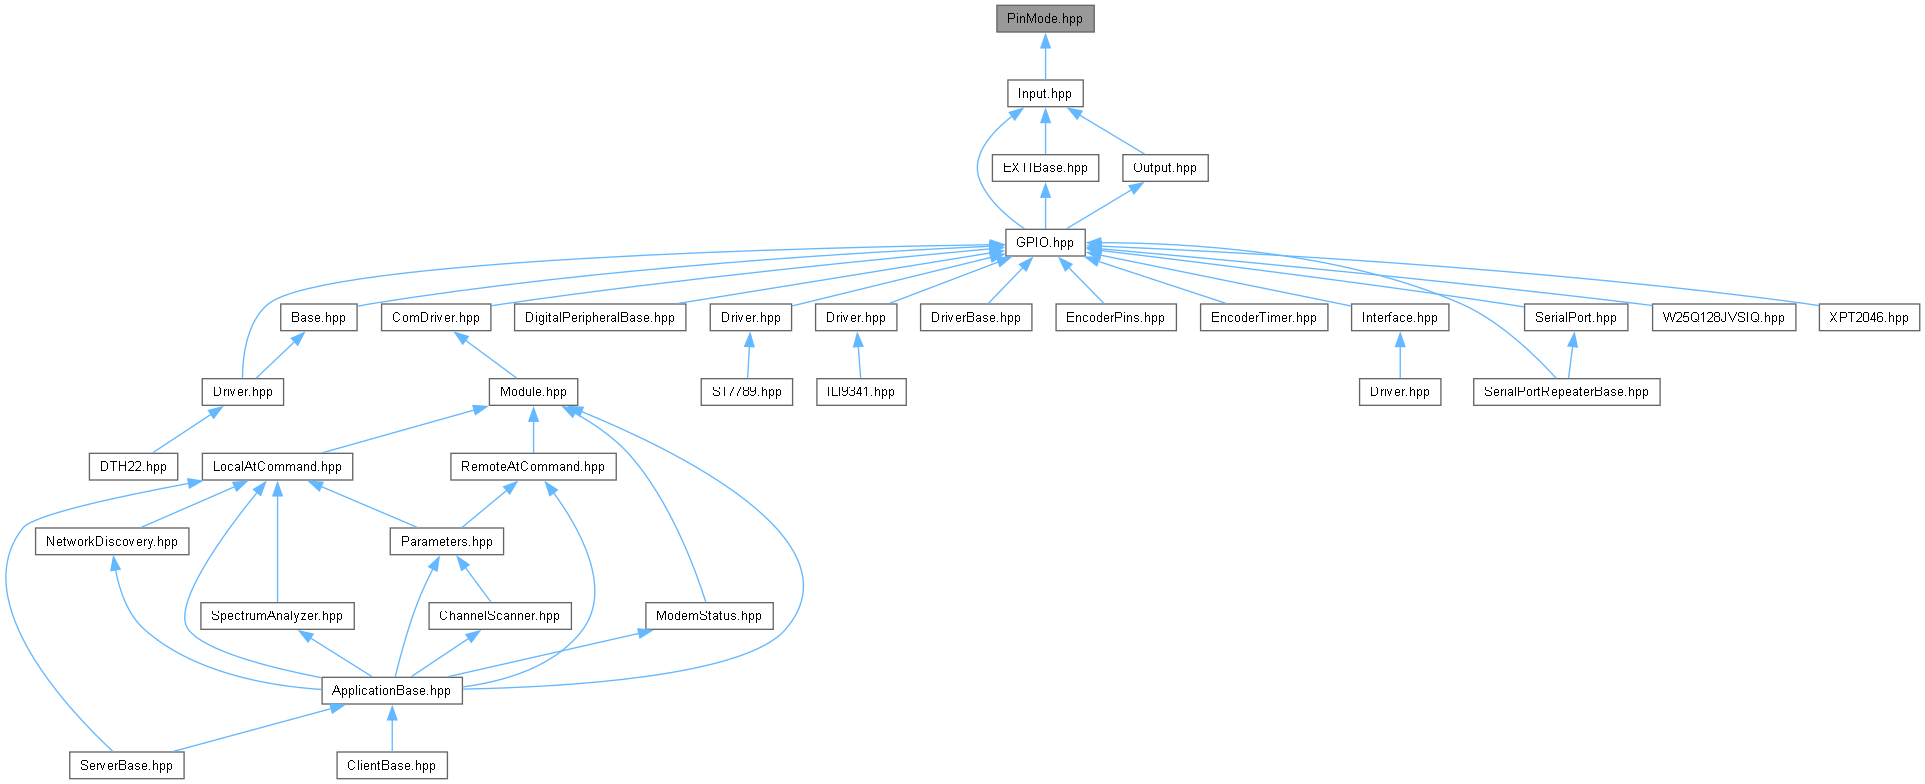 PinMode.hpp
Input.hpp
EXTIBase.hpp
Output.hpp
GPIO.hpp
Base.hpp
ComDriver.hpp
DigitalPeripheralBase.hpp
Driver.hpp
Driver.hpp
DriverBase.hpp
EncoderPins.hpp
EncoderTimer.hpp
Interface.hpp
SerialPort.hpp
W25Q128JVSIQ.hpp
XPT2046.hpp
Driver.hpp
Module.hpp
ST7789.hpp
ILI9341.hpp
Driver.hpp
SerialPortRepeaterBase.hpp
DTH22.hpp
LocalAtCommand.hpp
RemoteAtCommand.hpp
NetworkDiscovery.hpp
Parameters.hpp
SpectrumAnalyzer.hpp
ChannelScanner.hpp
ModemStatus.hpp
ApplicationBase.hpp
ServerBase.hpp
ClientBase.hpp